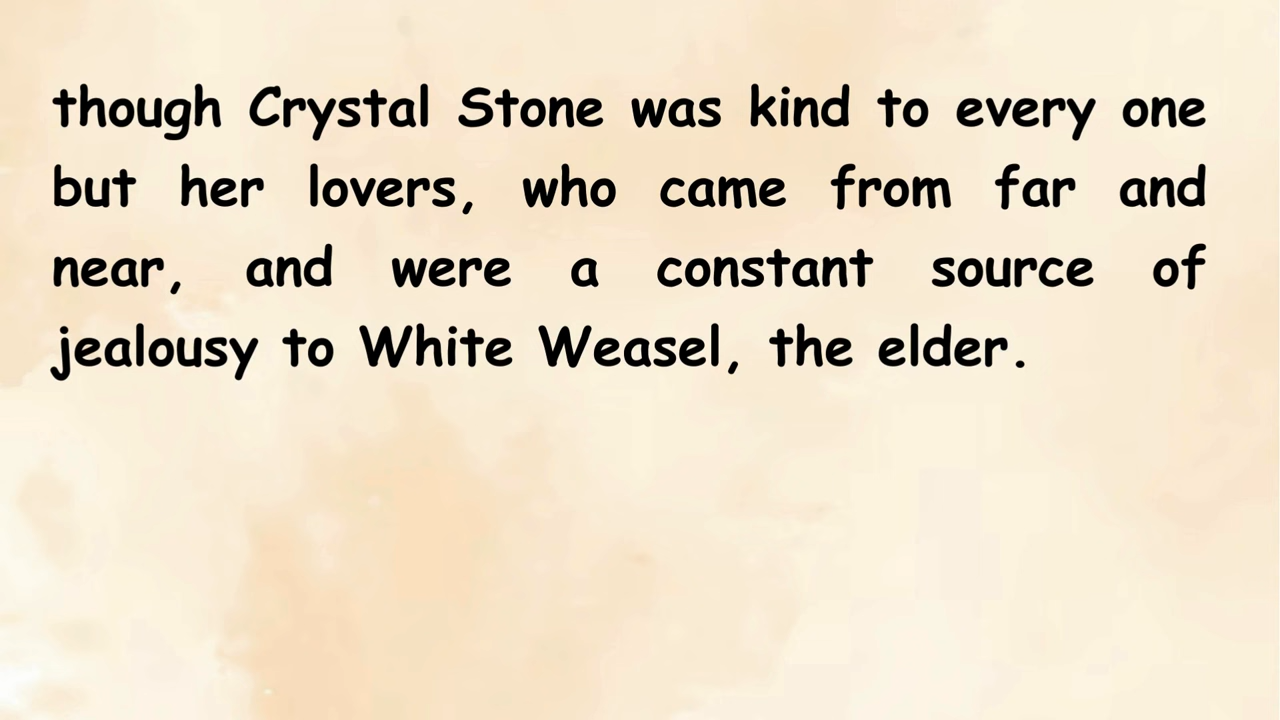 though Crystal Stone was kind to every one
but her lovers, who came from far and
near, and were a constant source of
jealousy to White Weasel, the elder.